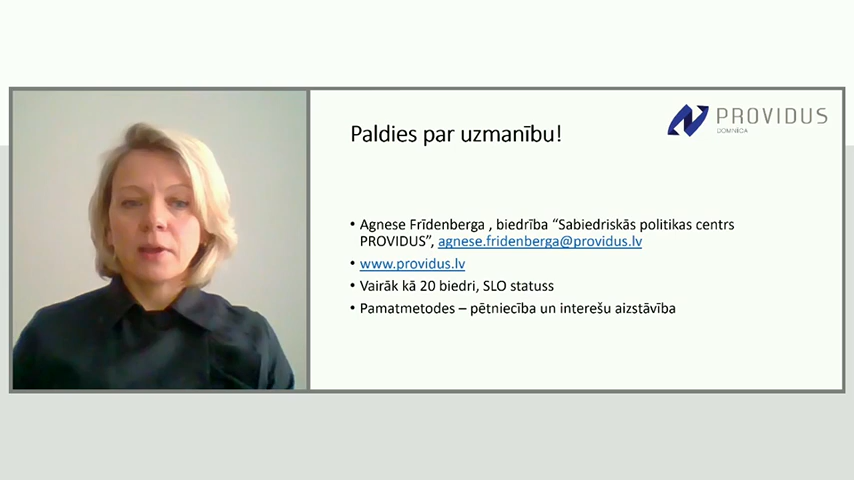 PROVIDUS
DOMNĪCA
Paldies par uzmanību!
• Agnese Frīdenberga , biedrība “Sabiedriskās politikas centrs
PROVIDUS”, agnese.fridenberga@providus.lv
• www.providus.lv
• Vairāk kā 20 biedri, SLO statuss
• Pamatmetodes – pētniecība un interešu aizstāvība